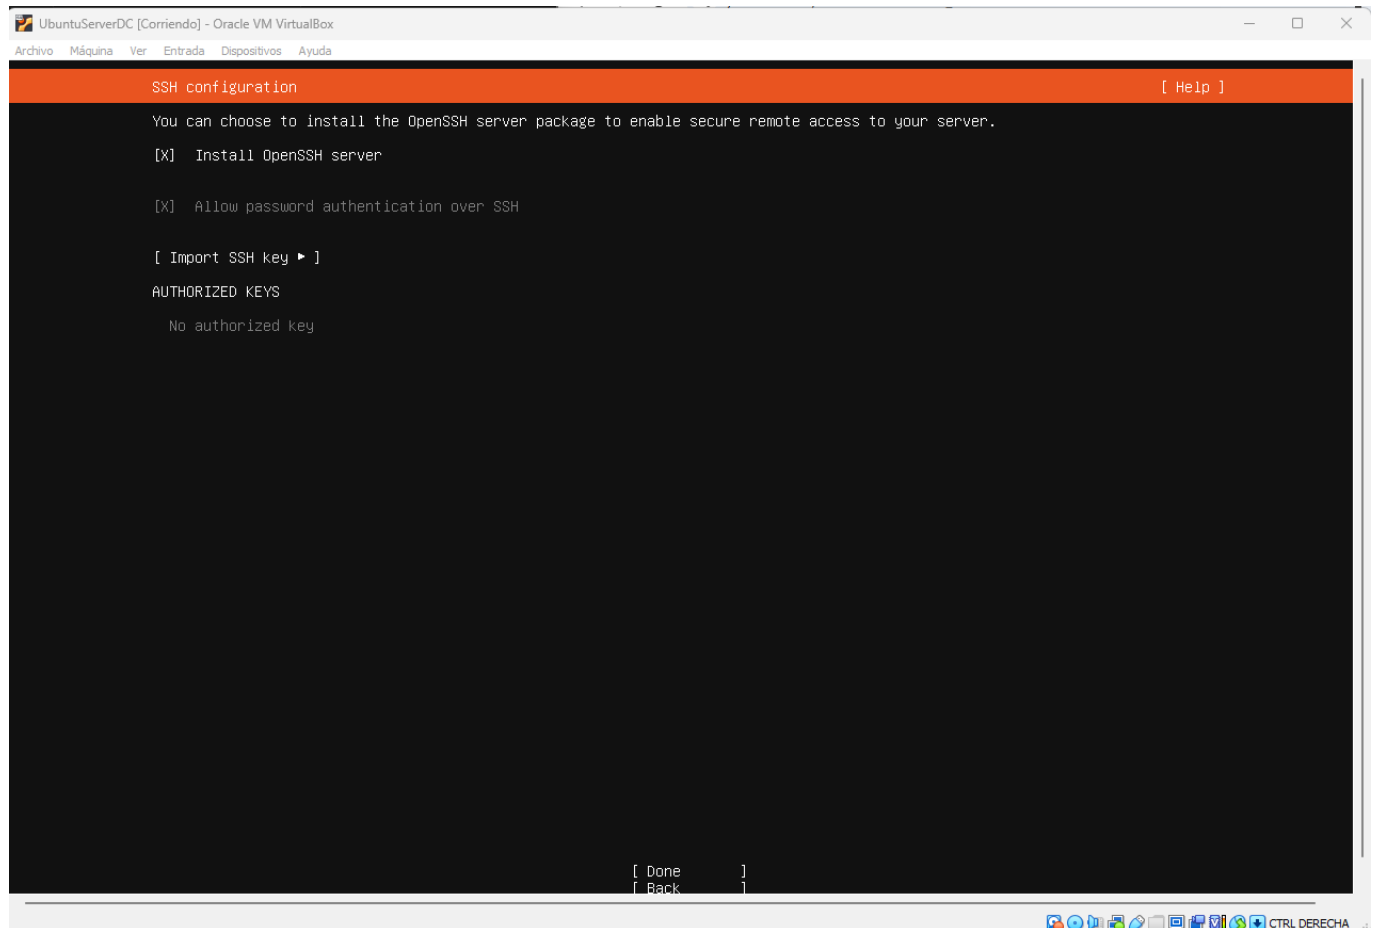 UbuntuServerDC [Corriendo] - Oracle VM VirtualBox
Archivo Máquina Ver Entrada Dispositivos Ayuda
SSH configuration [ Help ]
You can choose to install the OpenSSH server package to enable secure remote access to your server.
[X] Install OpenSSH server
[X] Allow password authentication over SSH
[ Import SSH key ▸ ]
AUTHORIZED KEYS
No authorized key
[ Done ]
[ Back ]
CTRL DERECHA